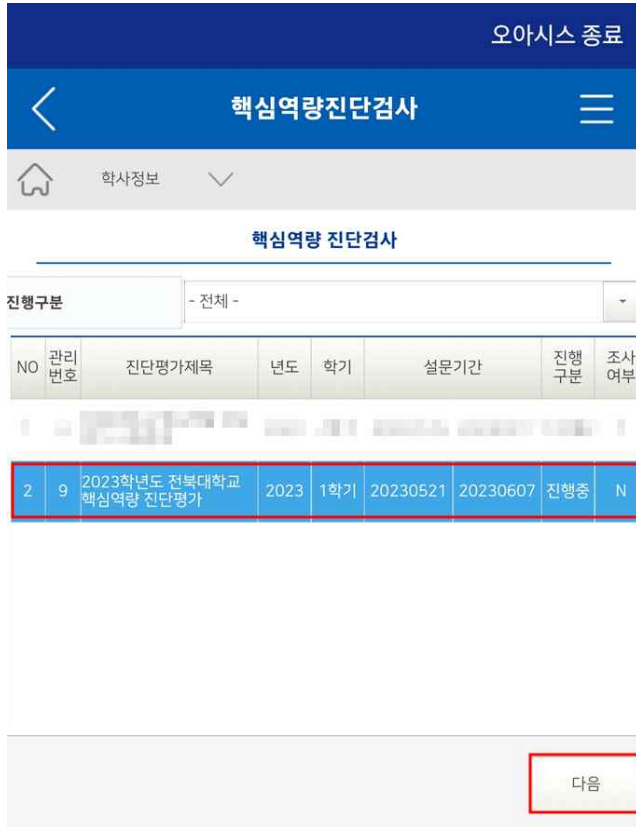 오아시스 종료
핵심역량진단검사
학사정보
핵심역량 진단검사
진행구분 - 전체 -
NO 관리번호 진단평가제목 년도 학기 설문기간 진행구분 조사여부
2 9 2023학년도 전북대학교 핵심역량 진단평가 2023 1학기 20230521 20230607 진행중 N
다음